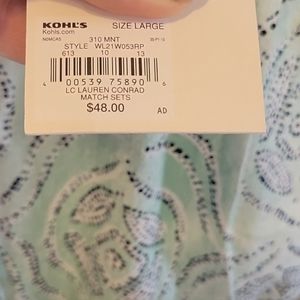 KOHL'S SIZE LARGE
Kohls.com
310 MNT
STYLE WL21W053RP
613 10 13
4 00539 75890 6
LC LAUREN CONRAD
MATCH SETS
$48.00
AD